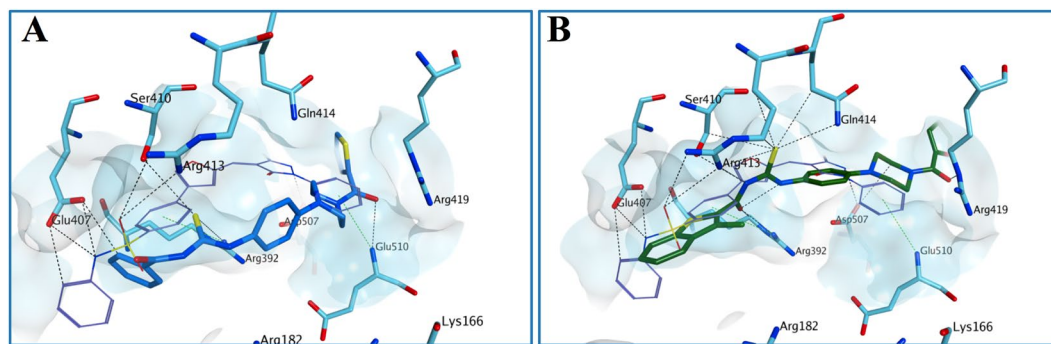 A
Ser410
Gln414
Arg413
Arg419
Glu407
Asp507
Arg392
Glu510
Lys166
Arg182
B
Ser410
Gln414
Arg413
Glu407
Asp507
Arg419
Arg392
Glu510
Arg182
Lys166